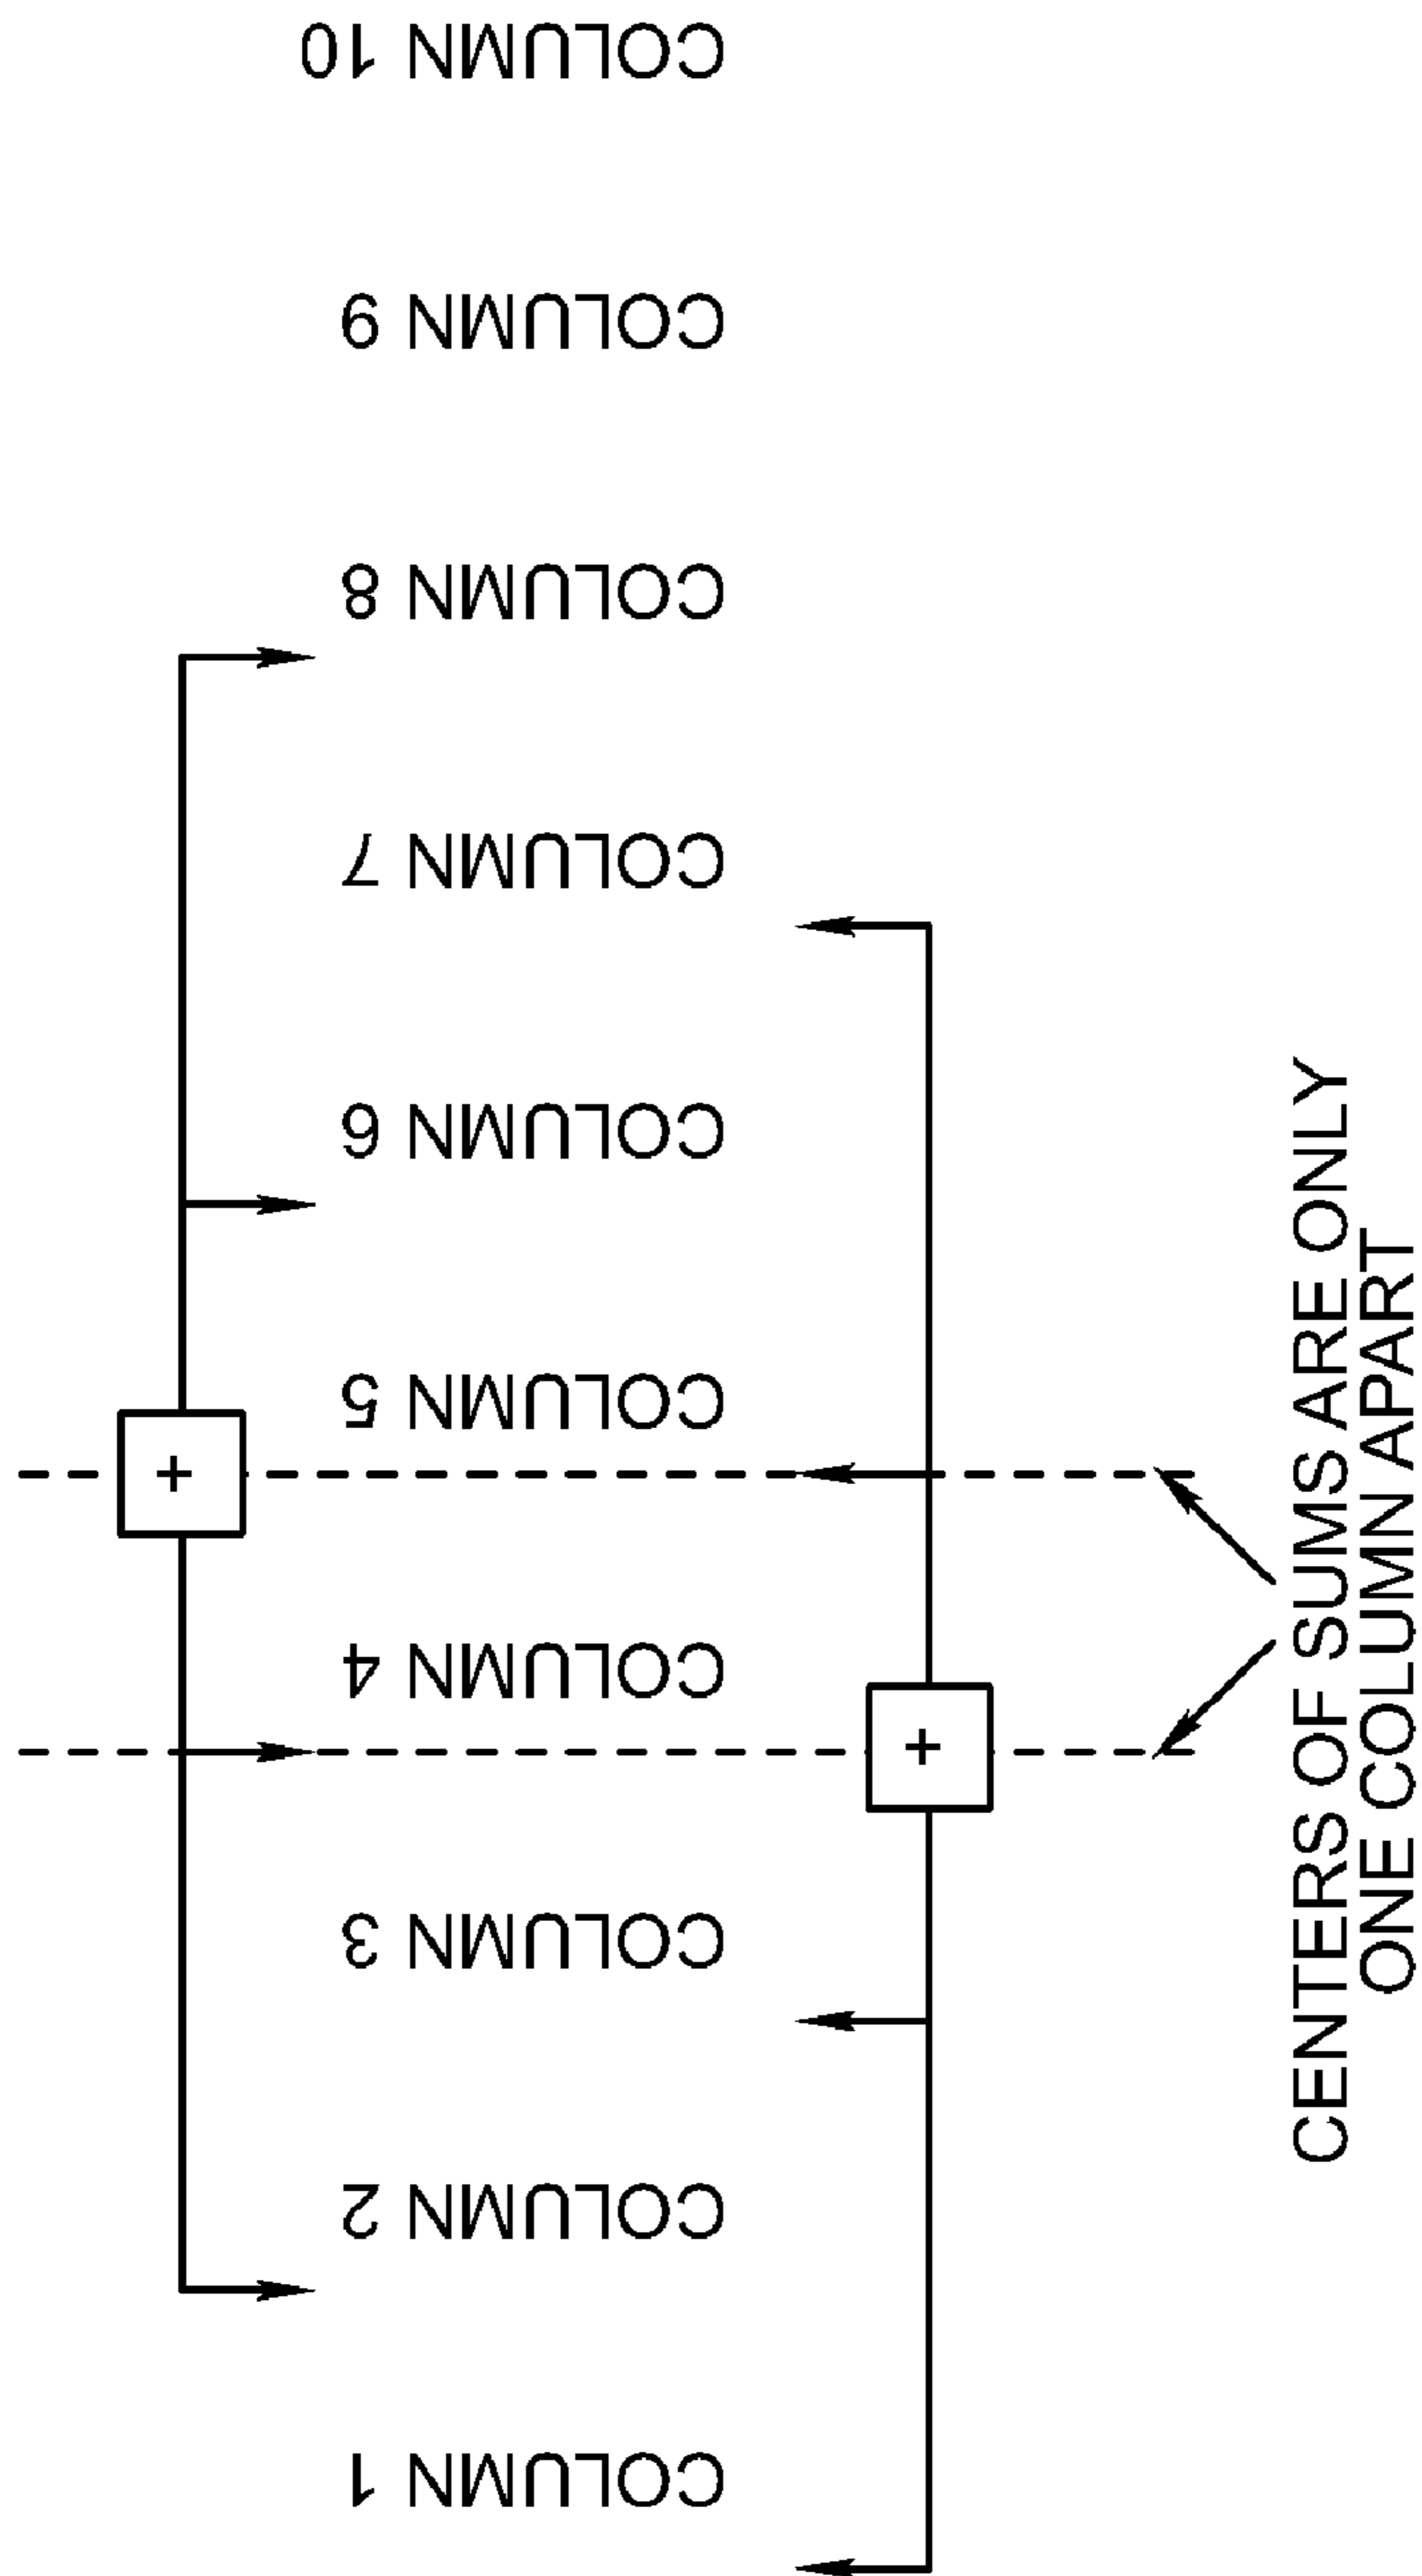 COLUMN 10
COLUMN 9
COLUMN 8
COLUMN 7
COLUMN 6
COLUMN 5
+
COLUMN 4
+
COLUMN 3
COLUMN 2
COLUMN 1
CENTERS OF SUMS ARE ONLY
ONE COLUMN APART